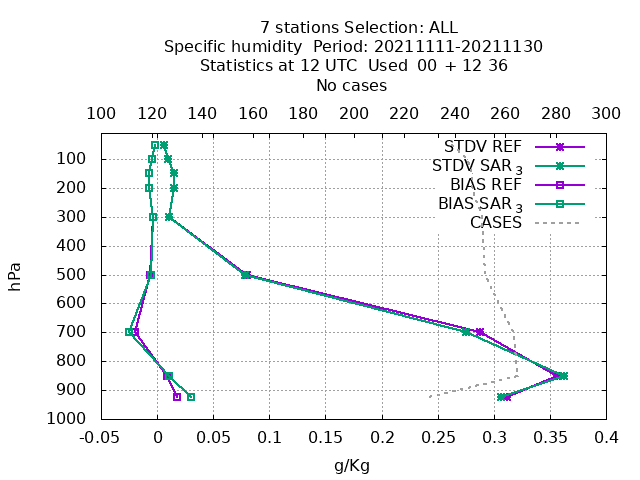 7 stations Selection: ALL
Specific humidity  Period: 20211111-20211130
Statistics at 12 UTC  Used  00 + 12 36
No cases
100 120 140 160 180 200 220 240 260 280 300
STDV REF
STDV SAR 3
BIAS REF
BIAS SAR 3
CASES
100
200
300
400
500
600
700
800
900
1000
hPa
-0.05 0 0.05 0.1 0.15 0.2 0.25 0.3 0.35 0.4
g/Kg